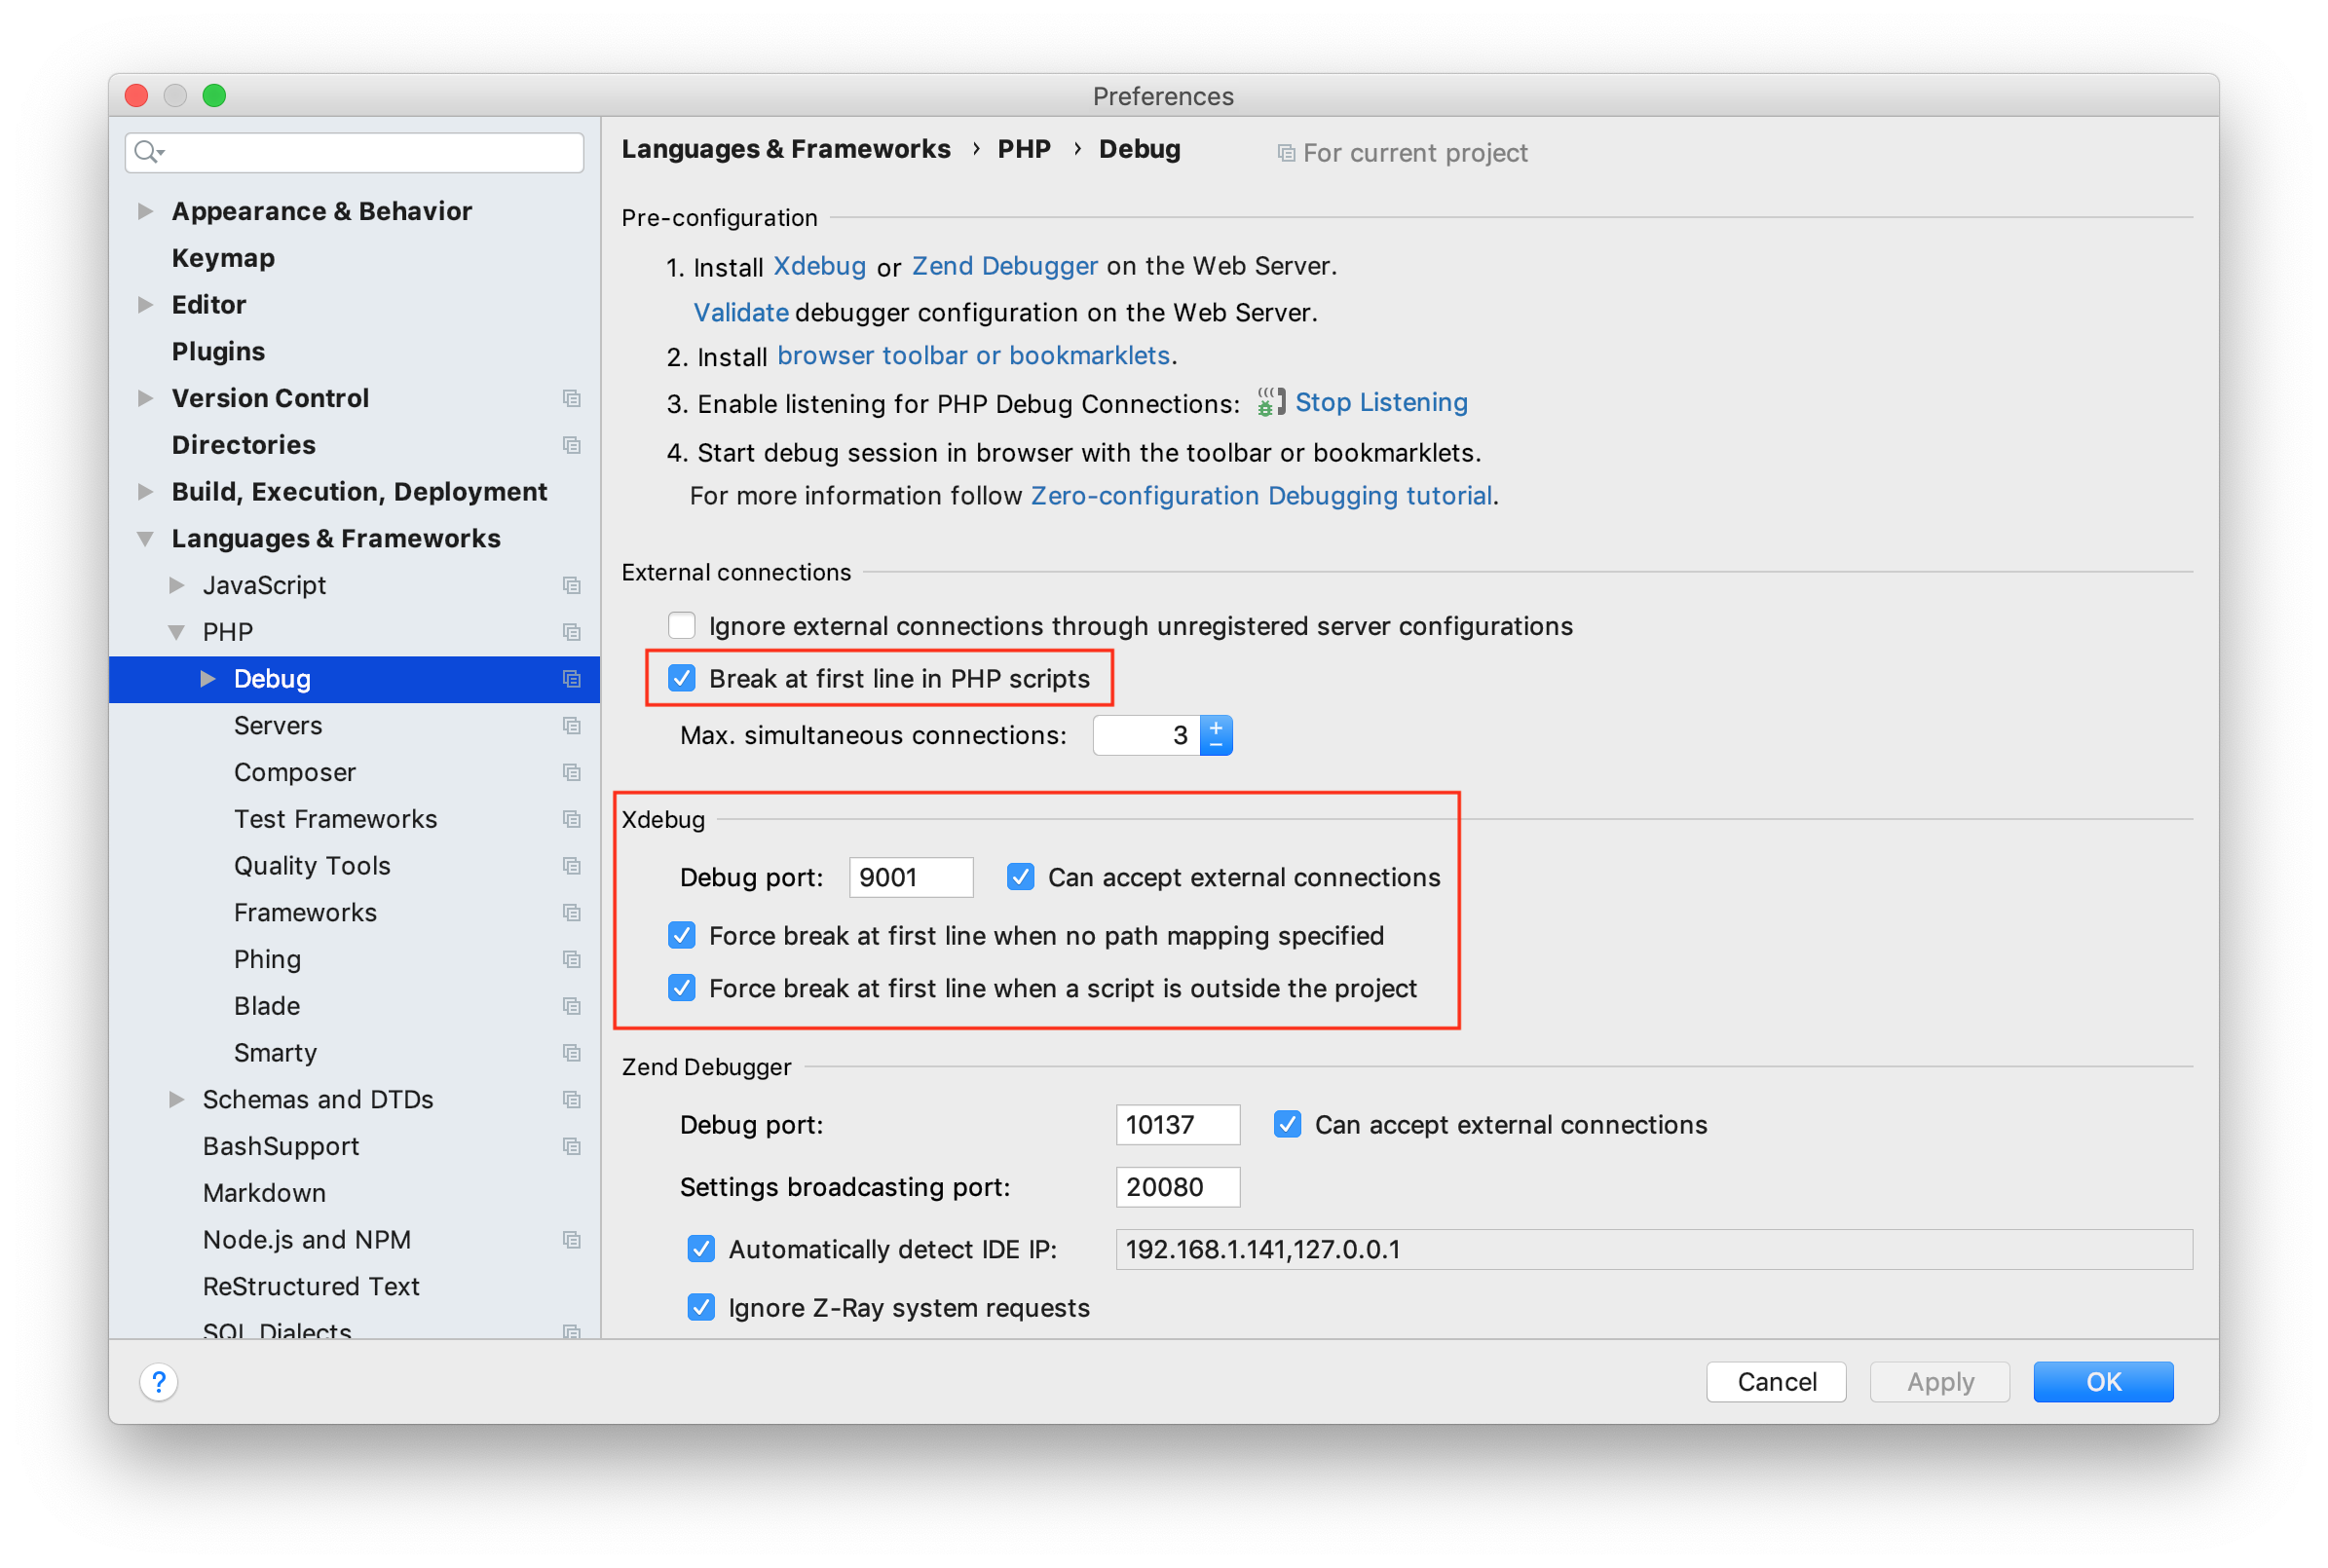 Preferences
Appearance & Behavior
Keymap
Editor
Plugins
Version Control
Directories
Build, Execution, Deployment
Languages & Frameworks
JavaScript
PHP
Debug
Servers
Composer
Test Frameworks
Quality Tools
Frameworks
Phing
Blade
Smarty
Schemas and DTDs
BashSupport
Markdown
Node.js and NPM
ReStructured Text
SQL Dialects
Languages & Frameworks › PHP › Debug For current project
Pre-configuration
1. Install Xdebug or Zend Debugger on the Web Server.
Validate debugger configuration on the Web Server.
2. Install browser toolbar or bookmarklets.
3. Enable listening for PHP Debug Connections: Stop Listening
4. Start debug session in browser with the toolbar or bookmarklets.
For more information follow Zero-configuration Debugging tutorial.
External connections
Ignore external connections through unregistered server configurations
Break at first line in PHP scripts
Max. simultaneous connections: 3
Xdebug
Debug port: 9001 Can accept external connections
Force break at first line when no path mapping specified
Force break at first line when a script is outside the project
Zend Debugger
Debug port: 10137 Can accept external connections
Settings broadcasting port: 20080
Automatically detect IDE IP: 192.168.1.141,127.0.0.1
Ignore Z-Ray system requests
? Cancel Apply OK